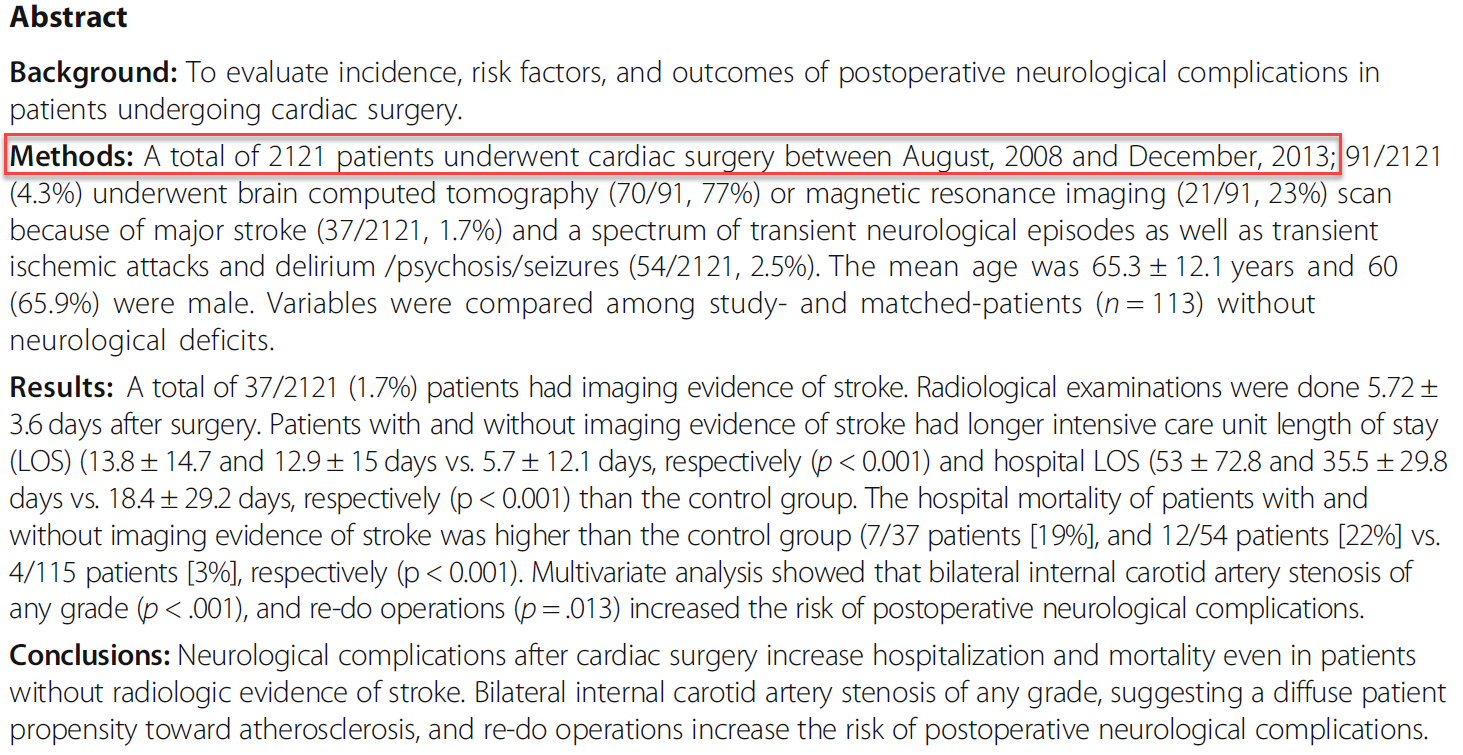 Abstract
Background: To evaluate incidence, risk factors, and outcomes of postoperative neurological complications in
patients undergoing cardiac surgery.
Methods: A total of 2121 patients underwent cardiac surgery between August, 2008 and December, 2013; 91/2121
(4.3%) underwent brain computed tomography (70/91, 77%) or magnetic resonance imaging (21/91, 23%) scan
because of major stroke (37/2121, 1.7%) and a spectrum of transient neurological episodes as well as transient
ischemic attacks and delirium /psychosis/seizures (54/2121, 2.5%). The mean age was 65.3 ± 12.1 years and 60
(65.9%) were male. Variables were compared among study- and matched-patients (n = 113) without
neurological deficits.
Results: A total of 37/2121 (1.7%) patients had imaging evidence of stroke. Radiological examinations were done 5.72 ±
3.6 days after surgery. Patients with and without imaging evidence of stroke had longer intensive care unit length of stay
(LOS) (13.8 ± 14.7 and 12.9 ± 15 days vs. 5.7 ± 12.1 days, respectively (p < 0.001) and hospital LOS (53 ± 72.8 and 35.5 ± 29.8
days vs. 18.4 ± 29.2 days, respectively (p < 0.001) than the control group. The hospital mortality of patients with and
without imaging evidence of stroke was higher than the control group (7/37 patients [19%], and 12/54 patients [22%] vs.
4/115 patients [3%], respectively (p < 0.001). Multivariate analysis showed that bilateral internal carotid artery stenosis of
any grade (p < .001), and re-do operations (p = .013) increased the risk of postoperative neurological complications.
Conclusions: Neurological complications after cardiac surgery increase hospitalization and mortality even in patients
without radiologic evidence of stroke. Bilateral internal carotid artery stenosis of any grade, suggesting a diffuse patient
propensity toward atherosclerosis, and re-do operations increase the risk of postoperative neurological complications.